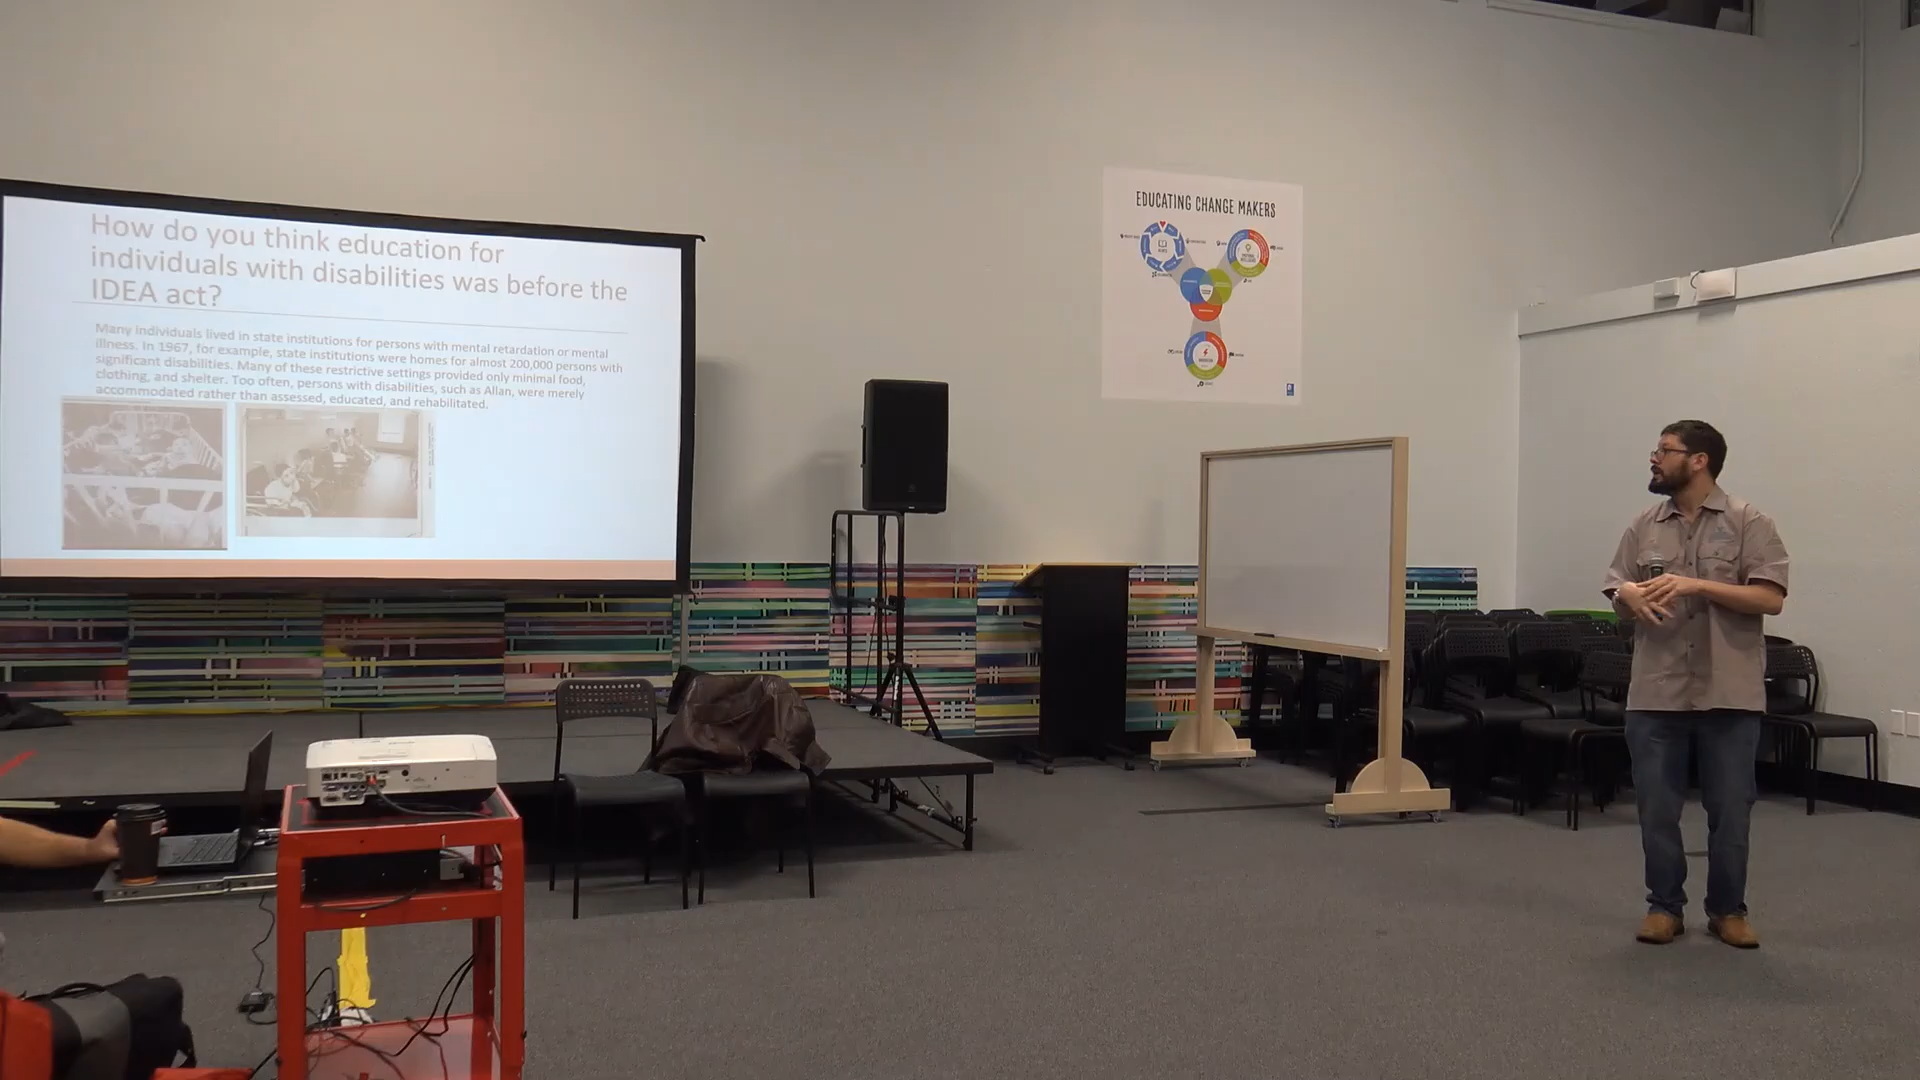 How do you think education for
individuals with disabilities was before the
IDEA act?
Many individuals lived in state institutions for persons with mental retardation or mental
illness. In 1967, for example, state institutions were homes for almost 200,000 persons with
significant disabilities. Many of these restrictive settings provided only minimal food,
clothing, and shelter. Too often, persons with disabilities, such as Allan, were merely
accommodated rather than assessed, educated, and rehabilitated.
EDUCATING CHANGE MAKERS